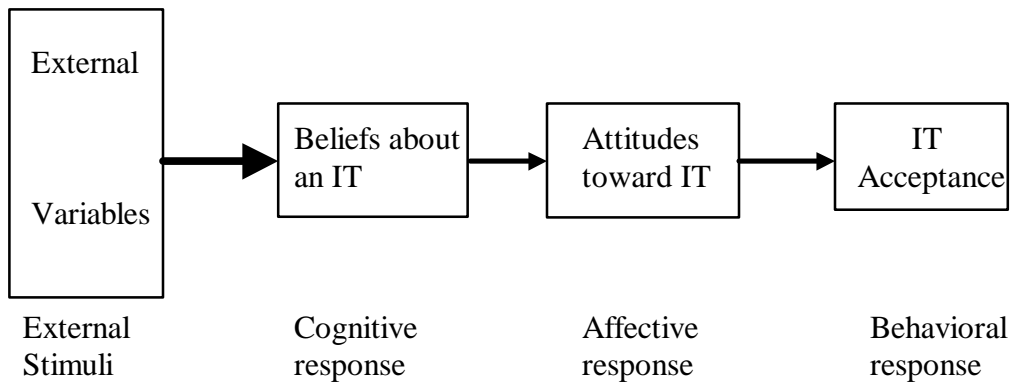 External
Variables
Beliefs about
an IT
Attitudes
toward IT
IT
Acceptance
External
Stimuli
Cognitive
response
Affective
response
Behavioral
response